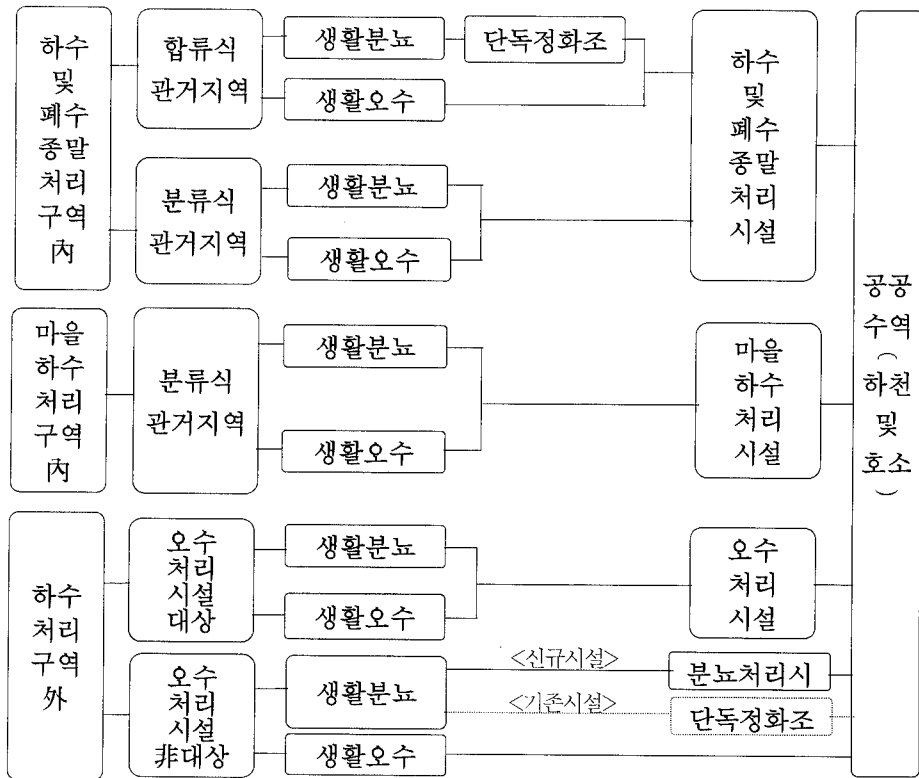 하수
및
폐수
종말
처리
구역
內
합류식
관거지역
생활분뇨
단독정화조
생활오수
분류식
관거지역
생활분뇨
생활오수
하수
및
폐수
종말
처리
시설
마을
하수
처리
구역
內
분류식
관거지역
생활분뇨
생활오수
마을
하수
처리
시설
하수
처리
구역
外
오수
처리
시설
대상
생활분뇨
생활오수
오수
처리
시설
오수
처리
시설
非대상
생활분뇨
<신규시설>
분뇨처리시
<기존시설>
단독정화조
생활오수
공공
수역
(
하천
및
호소
)